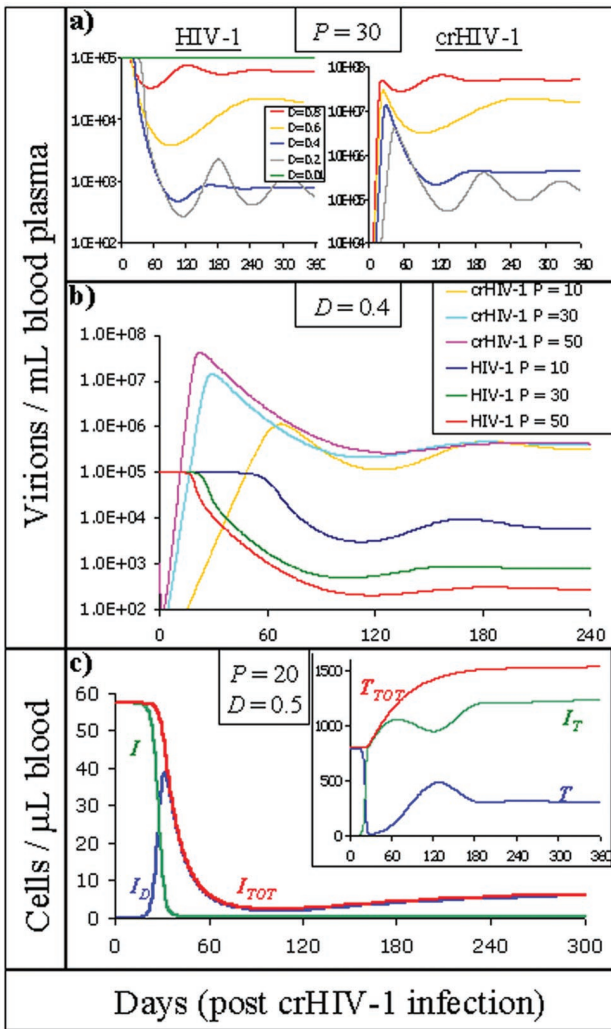 a)
HIV-1
P = 30
crHIV-1
1.0E+05
1.0E+04
1.0E+03
1.0E+02
D=0.8
D=0.6
D=0.4
D=0.2
D=0.01
0 60 120 180 240 300 360
1.0E+08
1.0E+07
1.0E+06
1.0E+05
1.0E+04
0 60 120 180 240 300 360
Virions / mL blood plasma
b)
D = 0.4
crHIV-1 P = 10
crHIV-1 P=30
crHIV-1 P = 50
HIV-1 P = 10
HIV-1 P = 30
HIV-1 P = 50
1.0E+08
1.0E+07
1.0E+06
1.0E+05
1.0E+04
1.0E+03
1.0E+02
0 60 120 180 240
Cells / µL blood
c)
P = 20
D = 0.5
60
50
40
30
20
10
0
I
I_D
I_TOT
0 60 120 180 240 300
1500
1000
500
0
T_TOT
I_T
T
0 60 120 180 240 300 360
Days (post crHIV-1 infection)